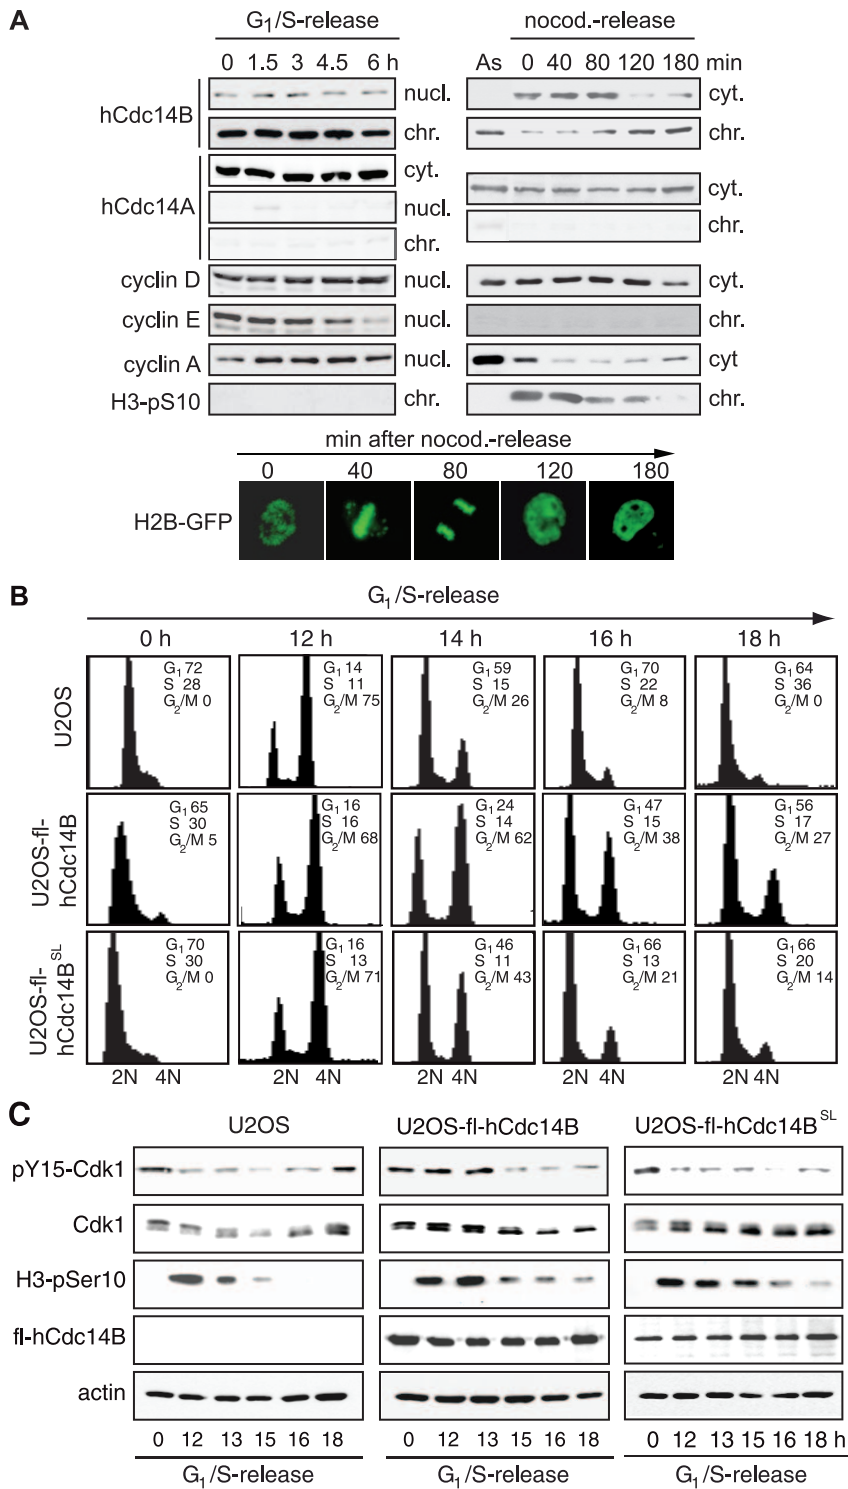 A
G1/S-release
nocod.-release
0 1.5 3 4.5 6 h
As 0 40 80 120 180 min
hCdc14B
nucl.
cyt.
chr.
chr.
hCdc14A
cyt.
nucl.
cyt.
chr.
chr.
cyclin D
nucl.
cyt.
cyclin E
nucl.
chr.
cyclin A
nucl.
cyt
H3-pS10
chr.
chr.
min after nocod.-release
0 40 80 120 180
H2B-GFP
B
G1/S-release
0 h 12 h 14 h 16 h 18 h
U2OS
G1 72
S 28
G2/M 0
G1 14
S 11
G2/M 75
G1 59
S 15
G2/M 26
G1 70
S 22
G2/M 8
G1 64
S 36
G2/M 0
U2OS-fl-
hCdc14B
G1 65
S 30
G2/M 5
G1 16
S 16
G2/M 68
G1 24
S 14
G2/M 62
G1 47
S 15
G2/M 38
G1 56
S 17
G2/M 27
U2OS-fl-
hCdc14B SL
G1 70
S 30
G2/M 0
G1 16
S 13
G2/M 71
G1 46
S 11
G2/M 43
G1 66
S 13
G2/M 21
G1 66
S 20
G2/M 14
2N 4N 2N 4N 2N 4N 2N 4N 2N 4N
C
U2OS
U2OS-fl-hCdc14B
U2OS-fl-hCdc14B SL
pY15-Cdk1
Cdk1
H3-pSer10
fl-hCdc14B
actin
0 12 13 15 16 18
0 12 13 15 16 18
0 12 13 15 16 18 h
G1/S-release
G1/S-release
G1/S-release